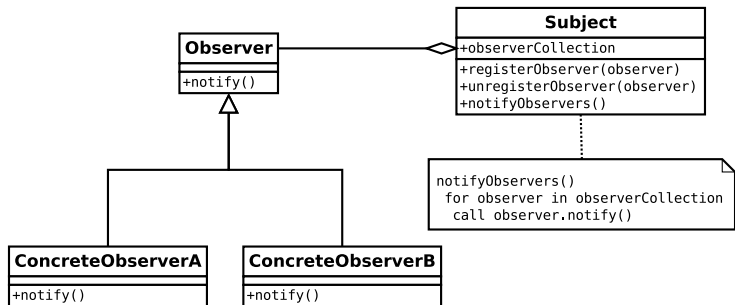 Subject
+observerCollection
+registerObserver(observer)
+unregisterObserver(observer)
+notifyObservers()
Observer
+notify()
notifyObservers()
for observer in observerCollection
call observer.notify()
ConcreteObserverA
+notify()
ConcreteObserverB
+notify()